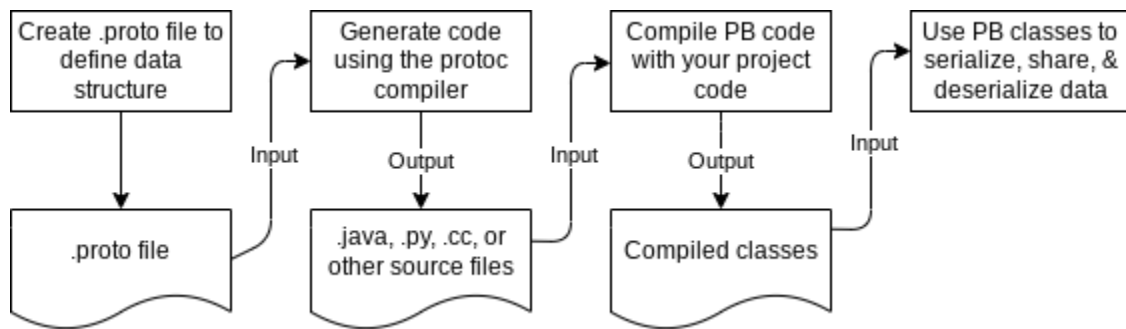 Create .proto file to
define data
structure
Generate code
using the protoc
compiler
Compile PB code
with your project
code
Use PB classes to
serialize, share, &
deserialize data
Input
Output
Input
Output
Input
.proto file
.java, .py, .cc, or
other source files
Compiled classes